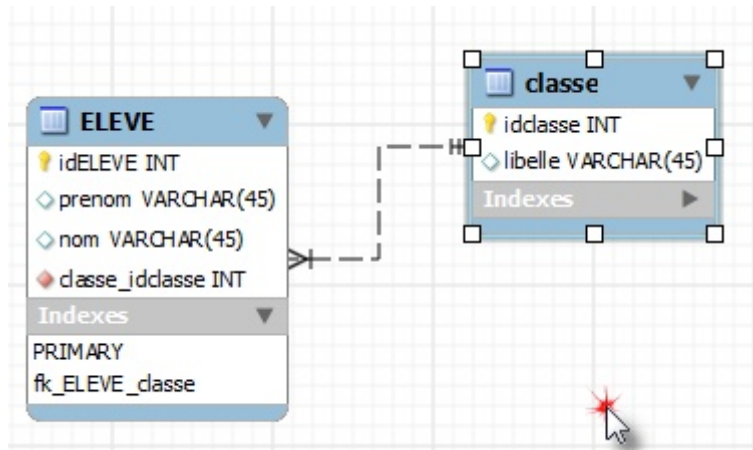 ELEVE
idELEVE INT
prenom VARCHAR(45)
nom VARCHAR(45)
classe_idclasse INT
Indexes
PRIMARY
fk_ELEVE_classe
classe
idclasse INT
libelle VARCHAR(45)
Indexes